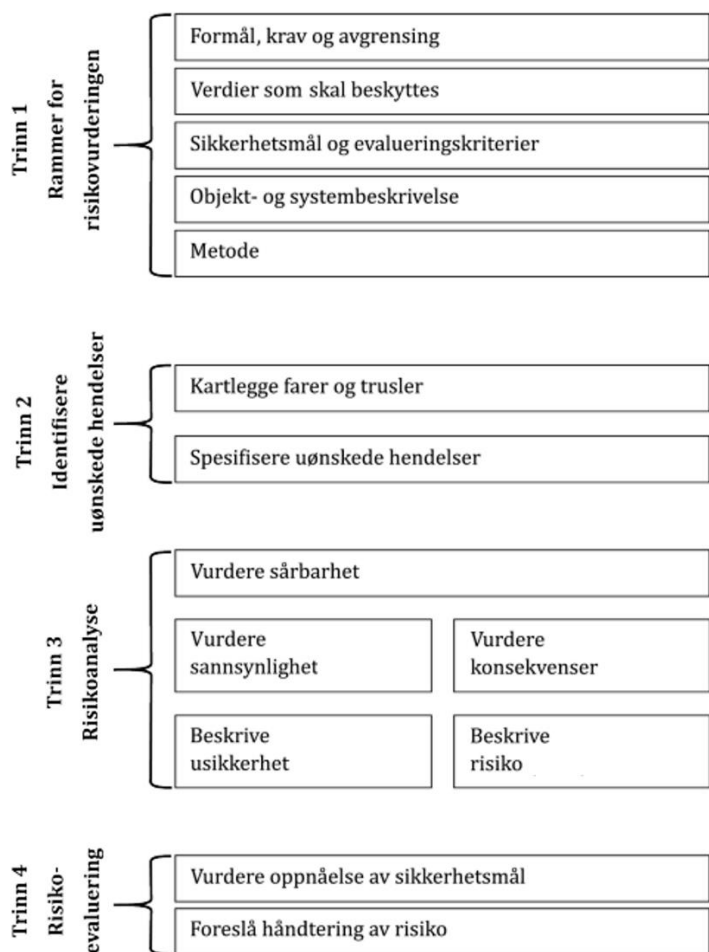 Trinn 1
Rammer for
risikovurderingen
Formål, krav og avgrensing
Verdier som skal beskyttes
Sikkerhetsmål og evalueringskriterier
Objekt- og systembeskrivelse
Metode
Trinn 2
Identifisere
uønskede hendelser
Kartlegge farer og trusler
Spesifisere uønskede hendelser
Trinn 3
Risikoanalyse
Vurdere sårbarhet
Vurdere
sannsynlighet
Vurdere
konsekvenser
Beskrive
usikkerhet
Beskrive
risiko
Trinn 4
Risiko-
evaluering
Vurdere oppnåelse av sikkerhetsmål
Foreslå håndtering av risiko